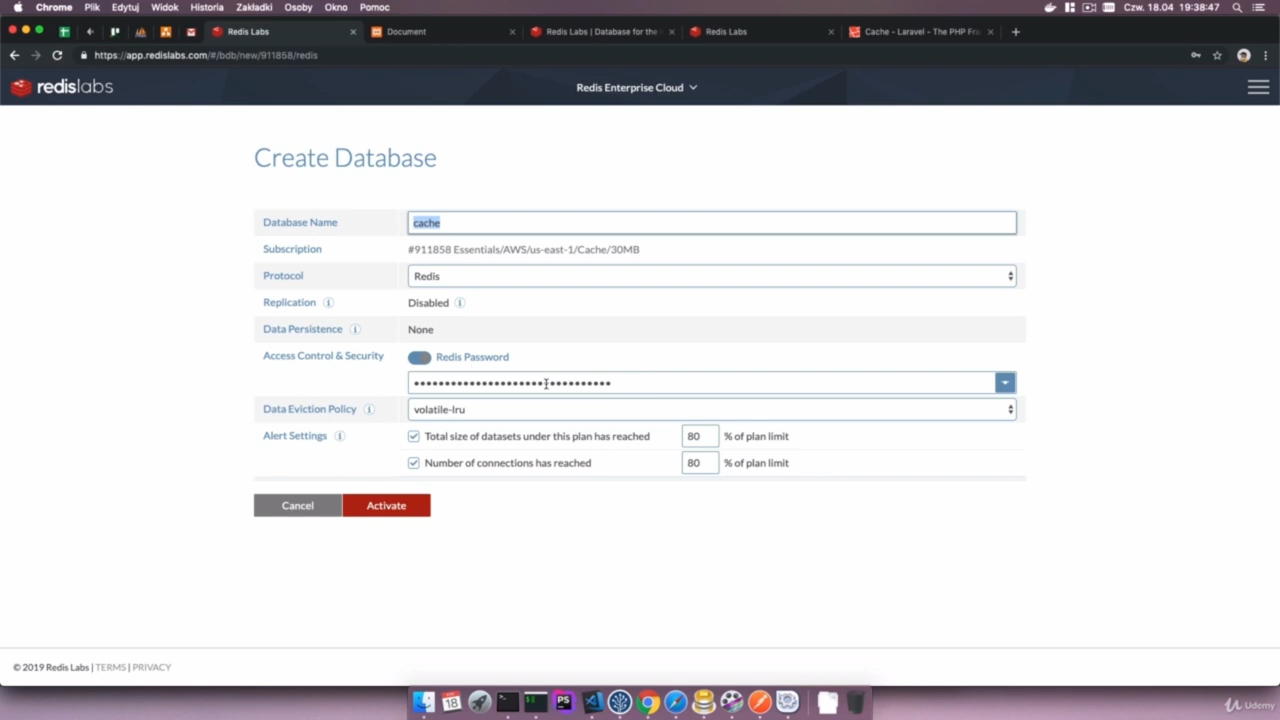 Chrome Plik Edytuj Widok Historia Zakładki Osoby Okno Pomoc Czw. 18.04 19:38:47
Redis Labs Document Redis Labs | Database for the Redis Labs Cache - Laravel - The PHP Fra
https://app.redislabs.com/#/bdb/new/911858/redis
redislabs Redis Enterprise Cloud
Create Database
Database Name cache
Subscription #911858 Essentials/AWS/us-east-1/Cache/30MB
Protocol Redis
Replication Disabled
Data Persistence None
Access Control & Security Redis Password
Data Eviction Policy volatile-lru
Alert Settings Total size of datasets under this plan has reached 80 % of plan limit
Number of connections has reached 80 % of plan limit
Cancel Activate
© 2019 Redis Labs | TERMS | PRIVACY
18 PS
Udemy